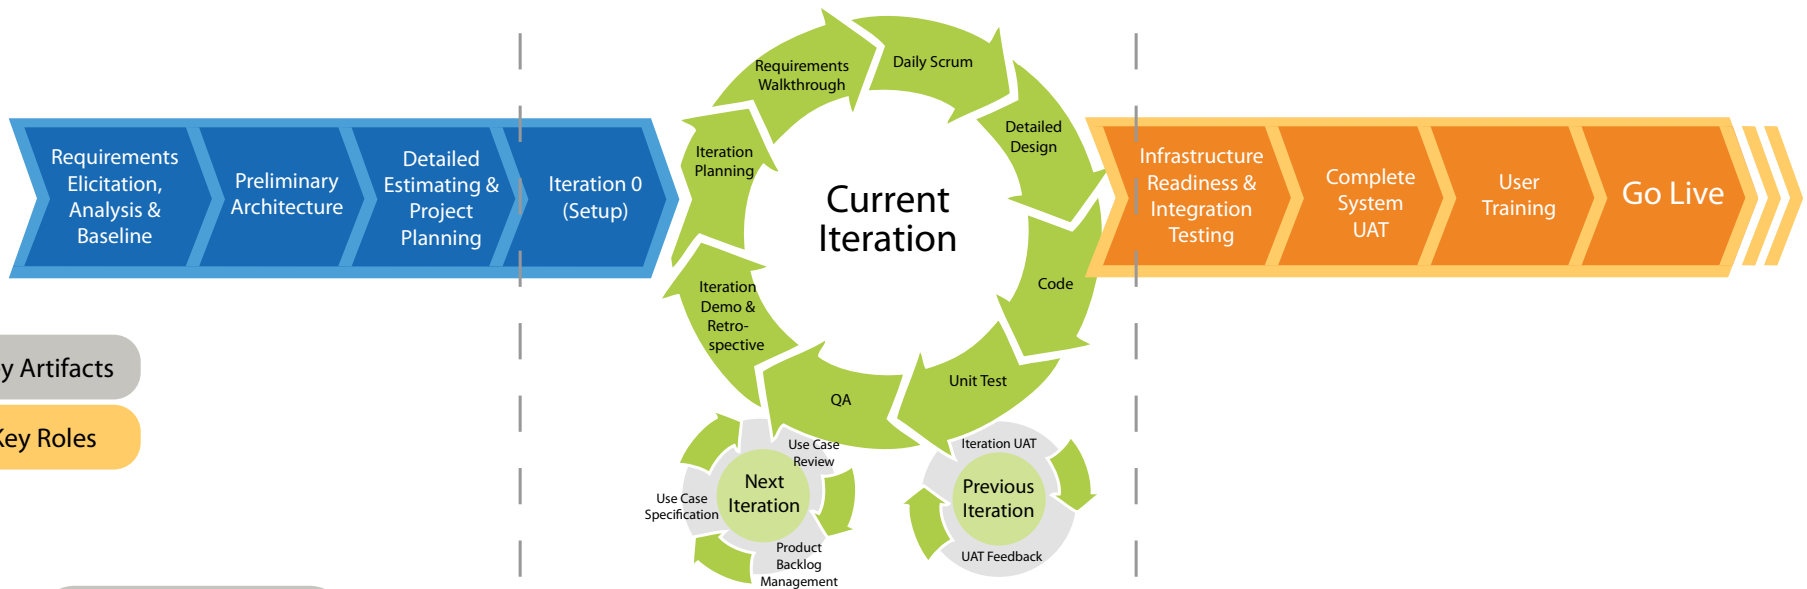 Requirements
Elicitation,
Analysis &
Baseline
Preliminary
Architecture
Detailed
Estimating &
Project
Planning
Iteration 0
(Setup)
Requirements
Walkthrough
Daily Scrum
Detailed
Design
Code
Unit Test
QA
Iteration
Demo &
Retro-
spective
Iteration
Planning
Current
Iteration
Infrastructure
Readiness &
Integration
Testing
Complete
System
UAT
User
Training
Go Live
y Artifacts
Key Roles
Use Case
Review
Next
Iteration
Use Case
Specification
Product
Backlog
Management
Iteration UAT
Previous
Iteration
UAT Feedback